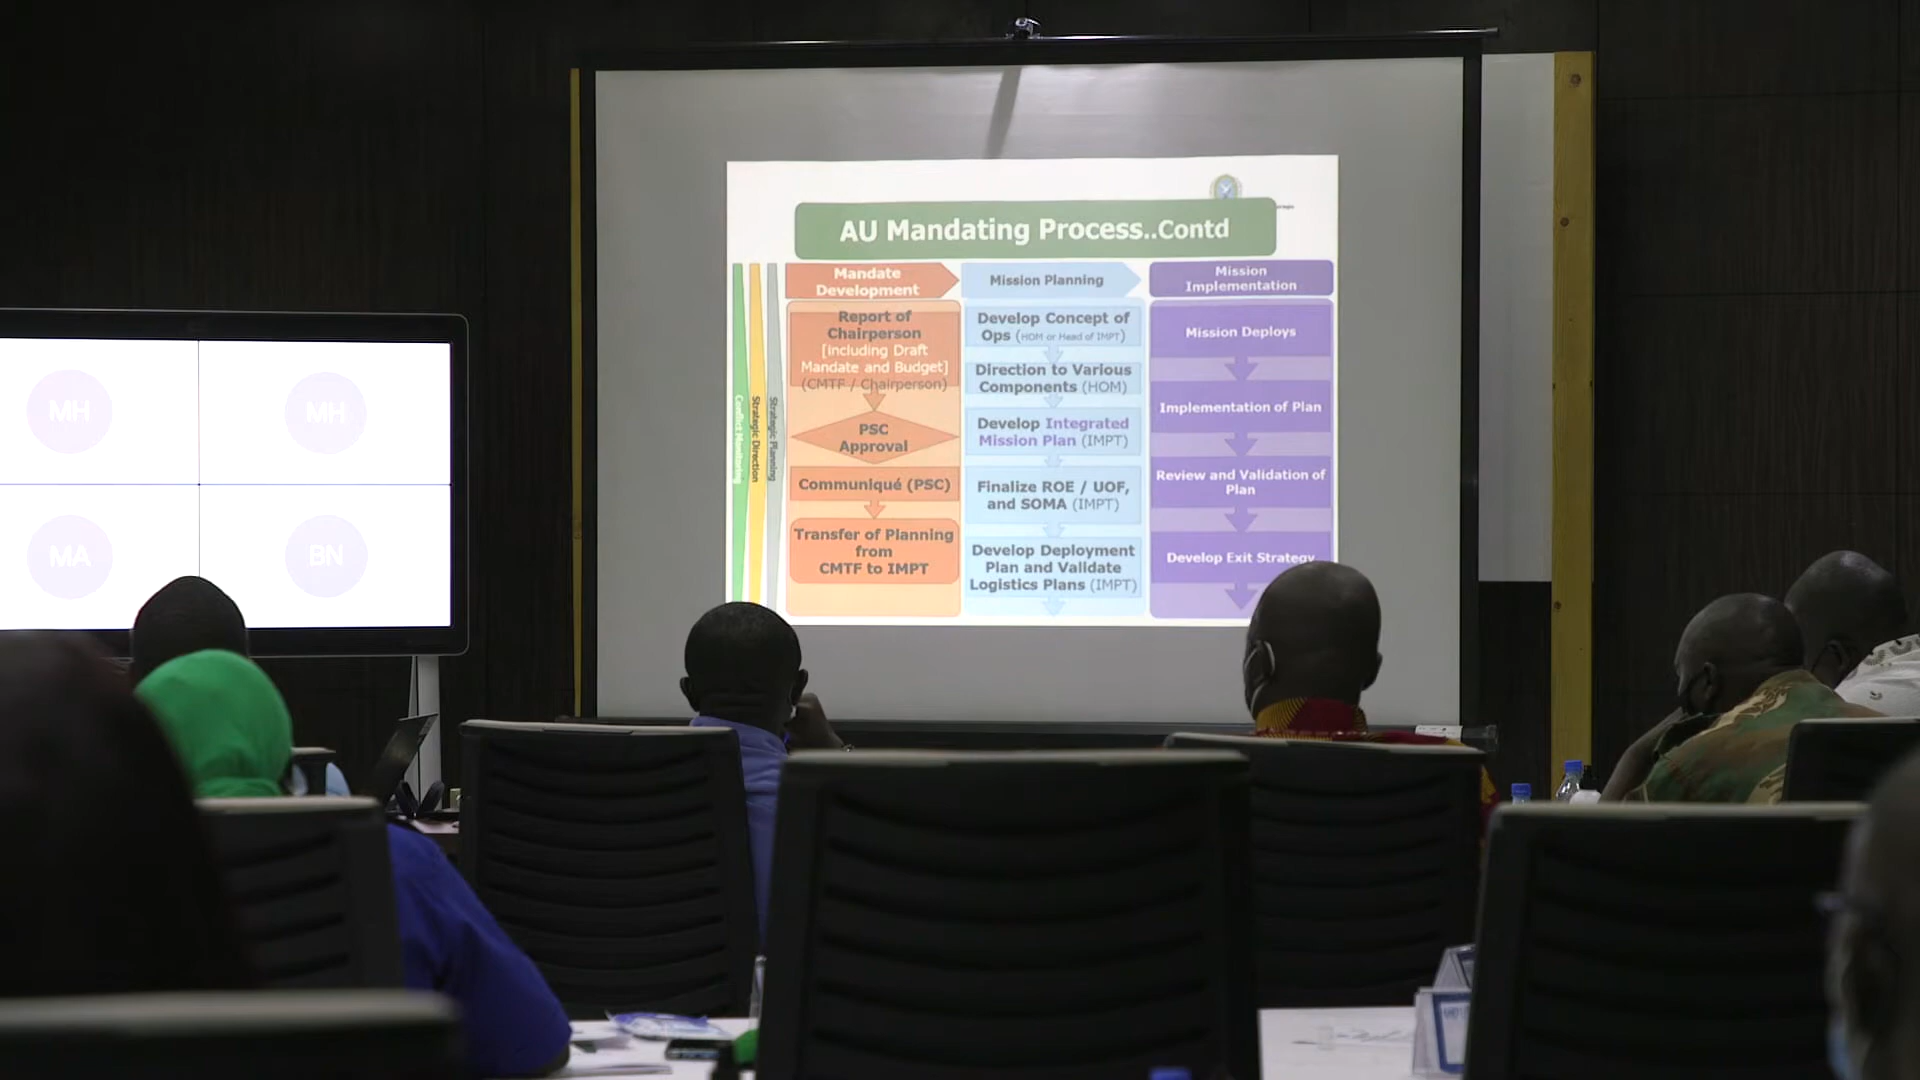 MH
MH
MA
BN
AU Mandating Process..Contd
Conflict Monitoring
Strategic Direction
Strategic Planning
Mandate
Development
Report of
Chairperson
[including Draft
Mandate and Budget]
(CMTF / Chairperson)
PSC
Approval
Communiqué (PSC)
Transfer of Planning
from
CMTF to IMPT
Mission Planning
Develop Concept of
Ops (HOM or Head of IMPT)
Direction to Various
Components (HOM)
Develop Integrated
Mission Plan (IMPT)
Finalize ROE / UOF,
and SOMA (IMPT)
Develop Deployment
Plan and Validate
Logistics Plans (IMPT)
Mission
Implementation
Mission Deploys
Implementation of Plan
Review and Validation of
Plan
Develop Exit Strategy